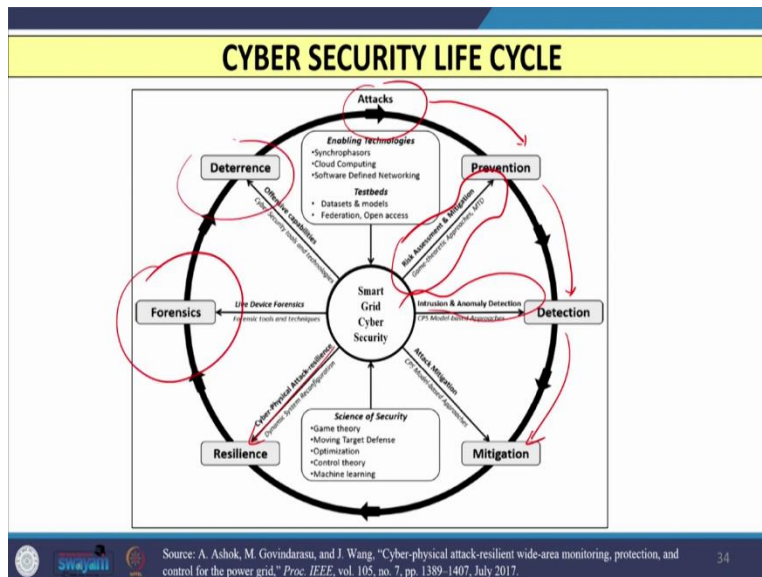 CYBER SECURITY LIFE CYCLE
Attacks
Enabling Technologies
•Synchrophasors
•Cloud Computing
•Software Defined Networking
Testbeds
• Datasets & models
• Federation, Open access
Deterrence
Prevention
Offensive capabilities
Cyber Security tools and technologies
Risk Assessment & Mitigation
Game-theoretic Approaches, MTD
Forensics
Live Device Forensics
Forensic tools and techniques
Smart
Grid
Cyber
Security
Intrusion & Anomaly Detection
CPS Model-based Approaches
Detection
Cyber-Physical Attack-resilience
Dynamic System Reconfiguration
Attack Mitigation
CPS Model-based Approaches
Resilience
Science of Security
•Game theory
•Moving Target Defense
•Optimization
•Control theory
•Machine learning
Mitigation
swayam
Source: A. Ashok, M. Govindarasu, and J. Wang, “Cyber-physical attack-resilient wide-area monitoring, protection, and
control for the power grid,” Proc. IEEE, vol. 105, no. 7, pp. 1389–1407, July 2017.
34